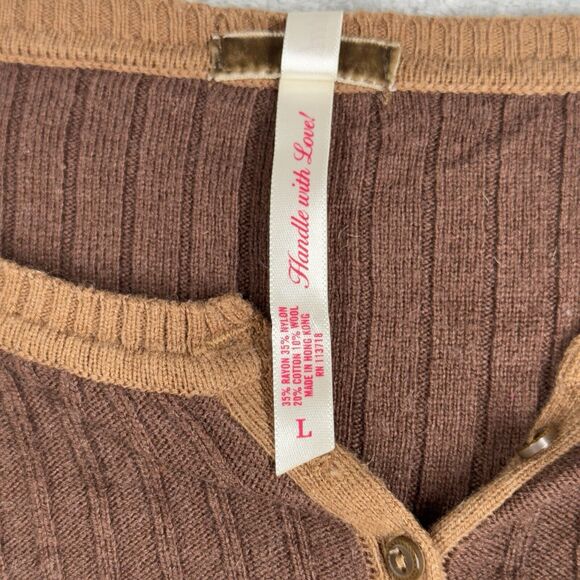 Handle with Love!
35% RAYON 35% NYLON
20% COTTON 10% WOOL
MADE IN HONG KONG
RN 113718
L